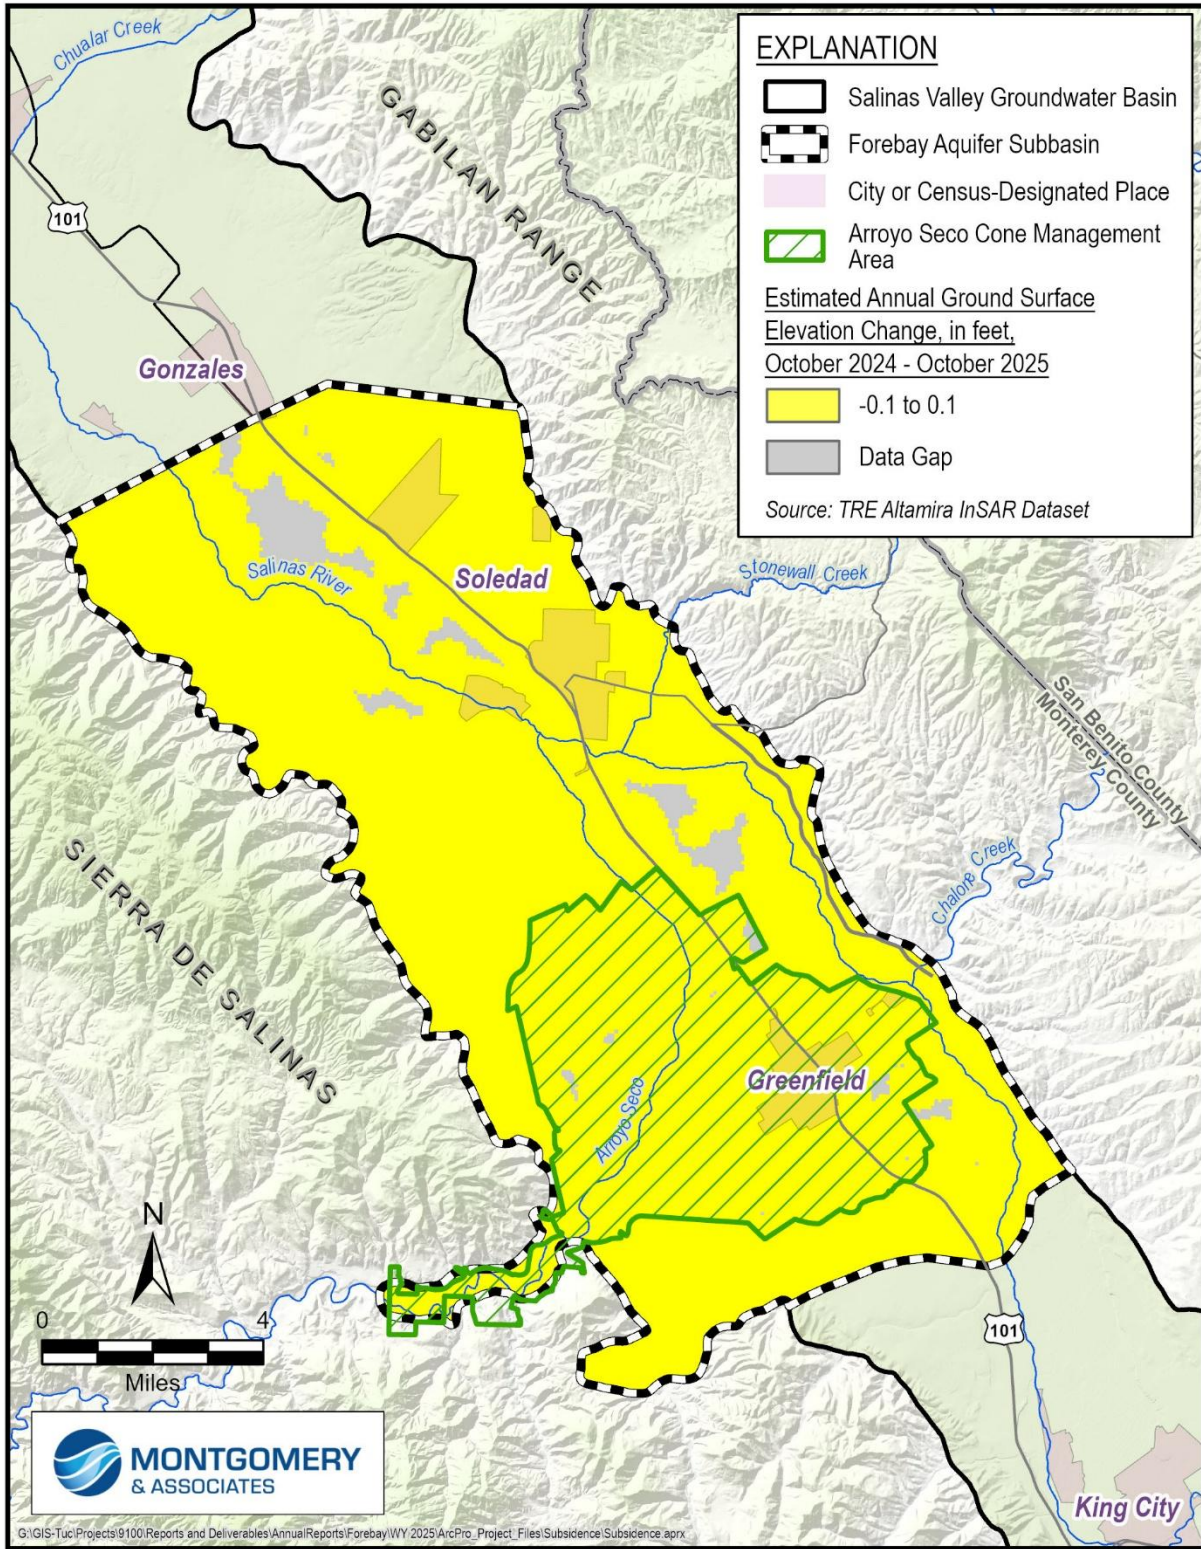 Chualar Creek
101
GABILAN RANGE
Gonzales
EXPLANATION
Salinas Valley Groundwater Basin
Forebay Aquifer Subbasin
City or Census-Designated Place
Arroyo Seco Cone Management
Area
Estimated Annual Ground Surface
Elevation Change, in feet,
October 2024 - October 2025
-0.1 to 0.1
Data Gap
Source: TRE Altamira InSAR Dataset
Salinas River
Soledad
Stonewall Creek
San Benito County
Monterey County
Chalone Creek
SIERRA DE SALINAS
Greenfield
Arroyo Seco
N
0 4
Miles
101
MONTGOMERY
& ASSOCIATES
King City
G:\GIS-Tuc\Projects\9100\Reports and Deliverables\AnnualReports\Forebay\WY 2025\ArcPro_Project_Files\Subsidence\Subsidence.aprx